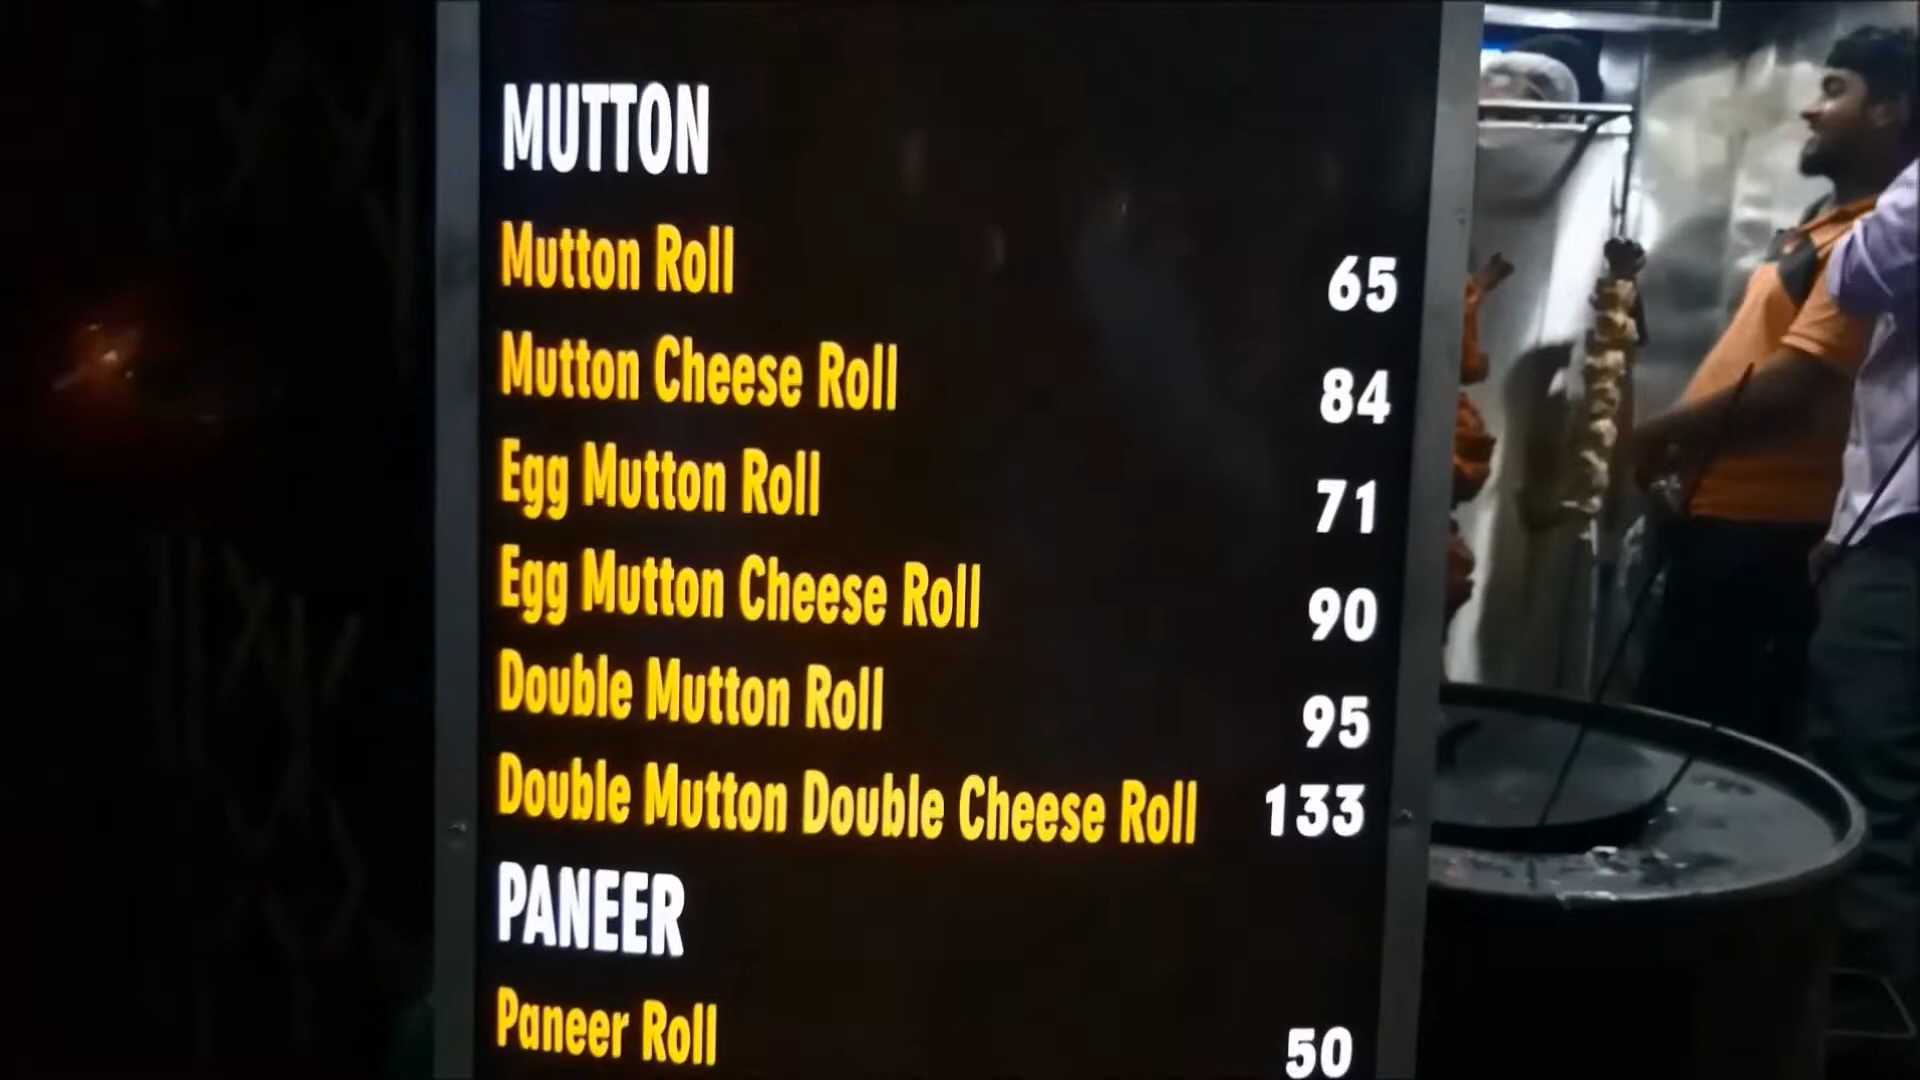 MUTTON
Mutton Roll 65
Mutton Cheese Roll 84
Egg Mutton Roll 71
Egg Mutton Cheese Roll 90
Double Mutton Roll 95
Double Mutton Double Cheese Roll 133
PANEER
Paneer Roll 50